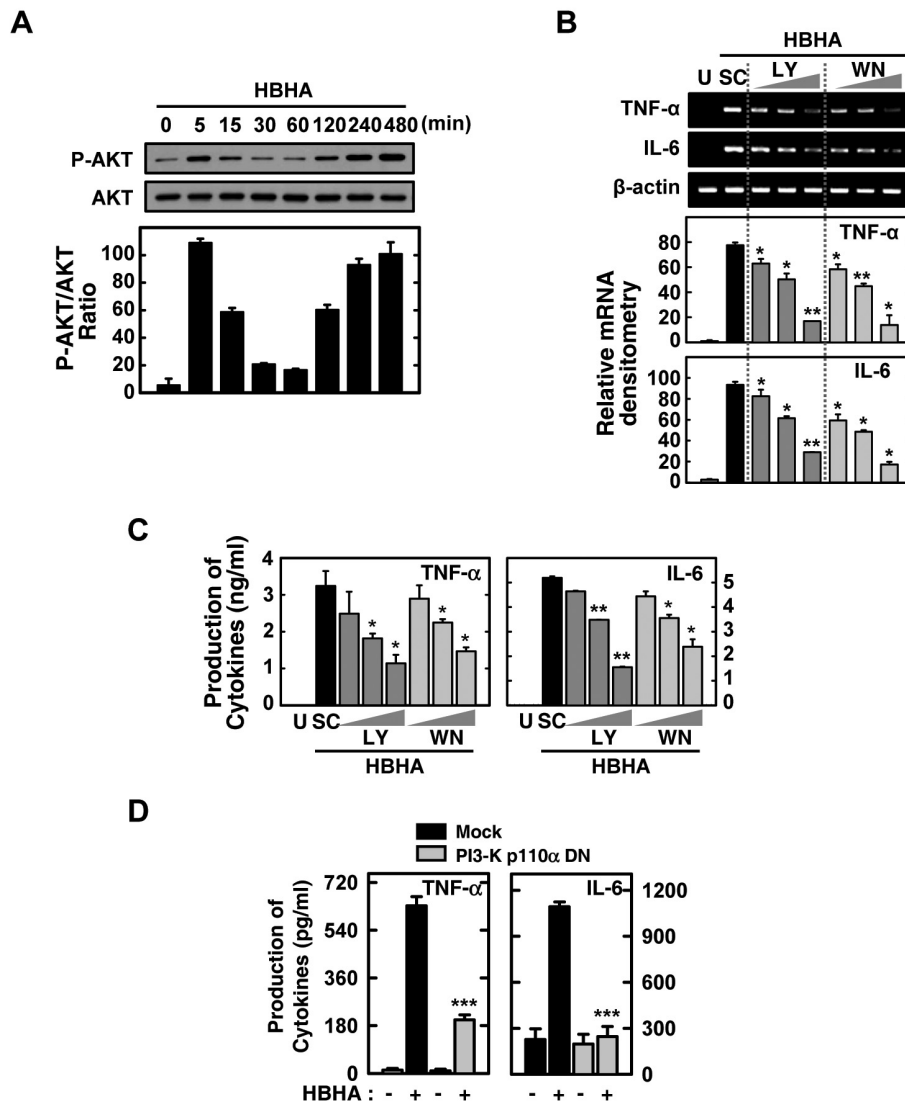 A
HBHA
0 5 15 30 60 120 240 480 (min)
P-AKT
AKT
P-AKT/AKT
Ratio
100
80
60
40
20
0
B
HBHA
U SC LY WN
TNF-α
IL-6
β-actin
Relative mRNA
densitometry
TNF-α
80
60
40
20
0
* * ** * ** *
IL-6
100
80
60
40
20
0
* * ** * * *
C
Production of
Cytokines (ng/ml)
TNF-α
4
3
2
1
* * * *
U SC
LY WN
HBHA
IL-6
5
4
3
2
1
0
** ** * *
U SC
LY WN
HBHA
D
Mock
PI3-K p110α DN
Production of
Cytokines (pg/ml)
TNF-α
720
540
360
180
0
***
IL-6
1200
900
600
300
0
***
HBHA : - + - + - + - +